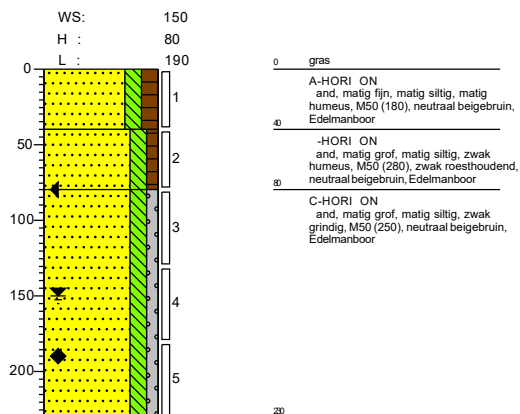 WS: 150
H : 80
L : 190
0
50
100
150
200
1
2
3
4
5
0 gras
A-HORI ON
and, matig fijn, matig siltig, matig
humeus, M50 (180), neutraal beigebruin,
Edelmanboor
40
-HORI ON
and, matig grof, matig siltig, zwak
humeus, M50 (280), zwak roesthoudend,
neutraal beigebruin, Edelmanboor
80
C-HORI ON
and, matig grof, matig siltig, zwak
grindig, M50 (250), neutraal beigebruin,
Edelmanboor
230